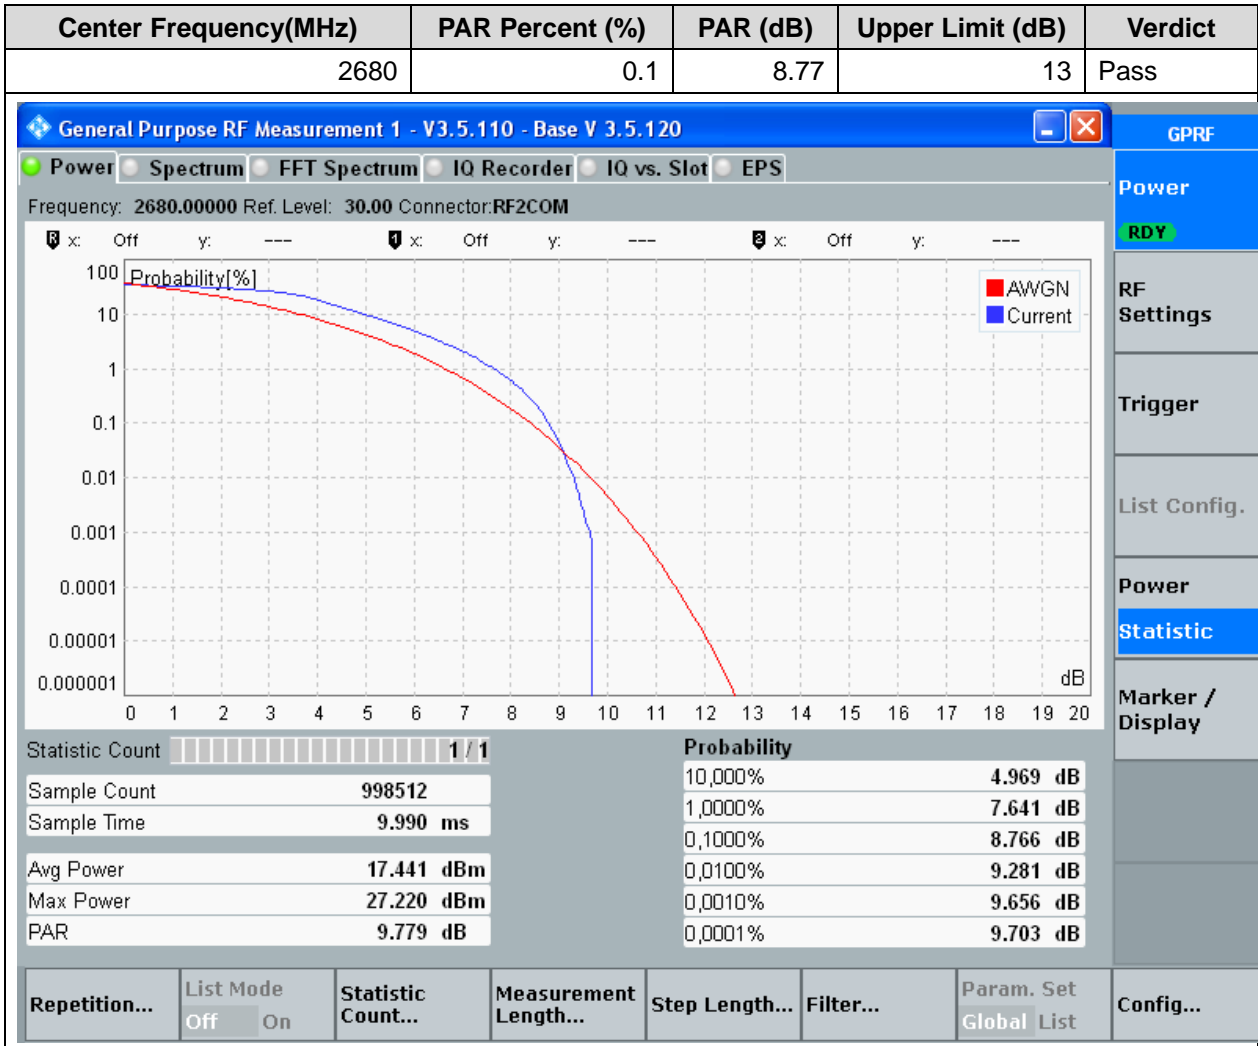 Center Frequency(MHz) PAR Percent (%) PAR (dB) Upper Limit (dB) Verdict
2680 0.1 8.77 13 Pass
General Purpose RF Measurement 1 - V3.5.110 - Base V 3.5.120
GPRF
Power Spectrum FFT Spectrum IQ Recorder IQ vs. Slot EPS
Frequency: 2680.00000 Ref. Level: 30.00 Connector:RF2COM
R x: Off y: --- 1 x: Off y: --- 2 x: Off y: ---
Probability[%]
AWGN
Current
100
10
1
0.1
0.01
0.001
0.0001
0.00001
0.000001
dB
0 1 2 3 4 5 6 7 8 9 10 11 12 13 14 15 16 17 18 19 20
Power
RDY
RF
Settings
Trigger
List Config.
Power
Statistic
Marker /
Display
Statistic Count 1 / 1
Sample Count 998512
Sample Time 9.990 ms
Avg Power 17.441 dBm
Max Power 27.220 dBm
PAR 9.779 dB
Probability
10,000% 4.969 dB
1,0000% 7.641 dB
0,1000% 8.766 dB
0,0100% 9.281 dB
0,0010% 9.656 dB
0,0001% 9.703 dB
Repetition...
List Mode
Off On
Statistic
Count...
Measurement
Length...
Step Length...
Filter...
Param. Set
Global List
Config...